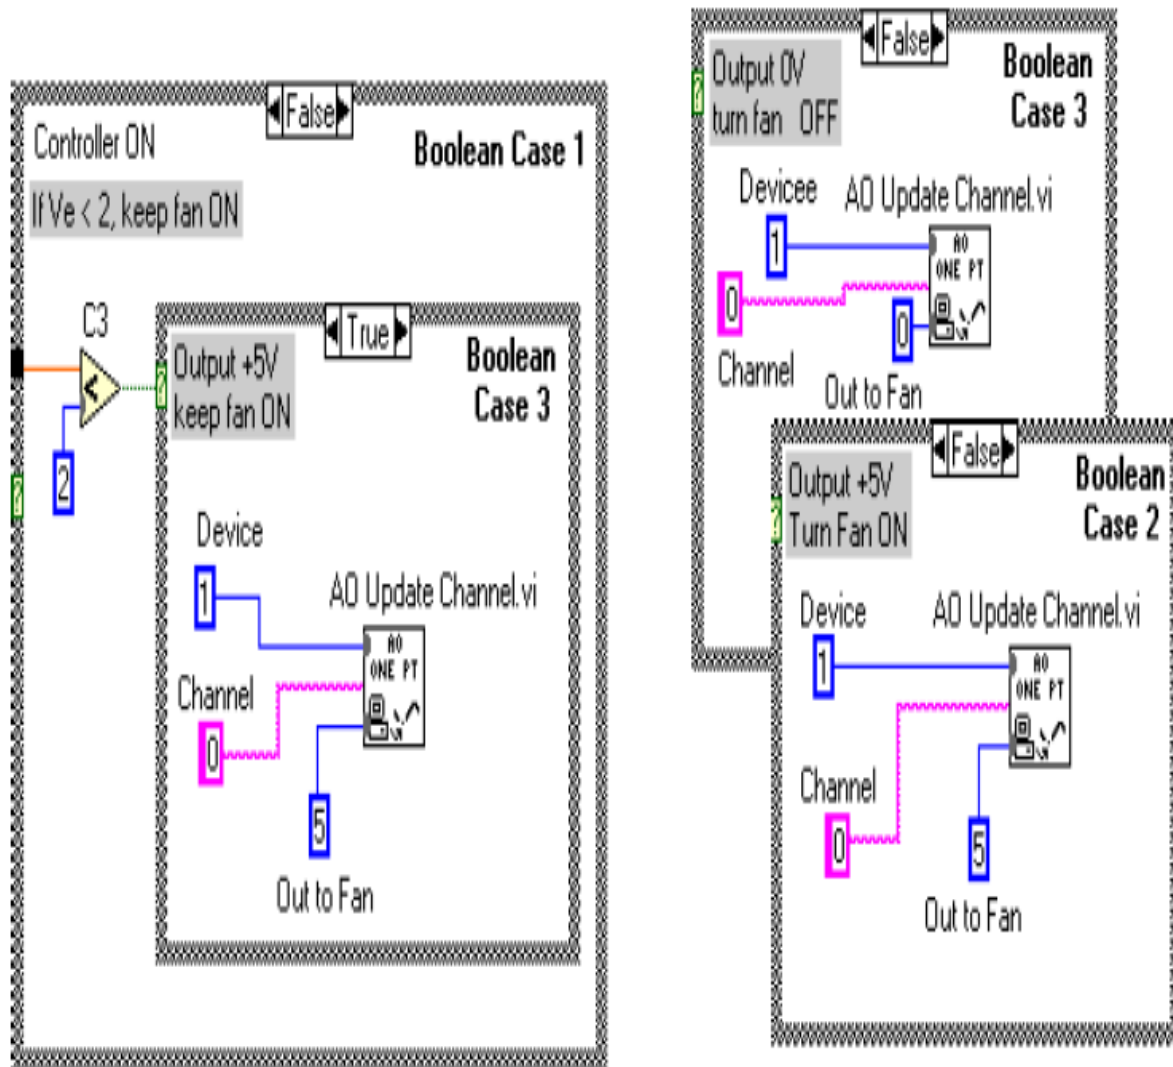 False
Controller ON
Boolean Case 1
If Ve < 2, keep fan ON
C3
<
2
?
True
?
Output +5V
keep fan ON
Boolean
Case 3
Device
1
AO Update Channel.vi
AO
ONE PT
Channel
0
5
Out to Fan
False
?
Output 0V
turn fan OFF
Boolean
Case 3
Devicee
AO Update Channel.vi
1
AO
ONE PT
0
0
Channel
Out to Fan
False
?
Output +5V
Turn Fan ON
Boolean
Case 2
Device
AO Update Channel.vi
1
AO
ONE PT
Channel
0
5
Out to Fan